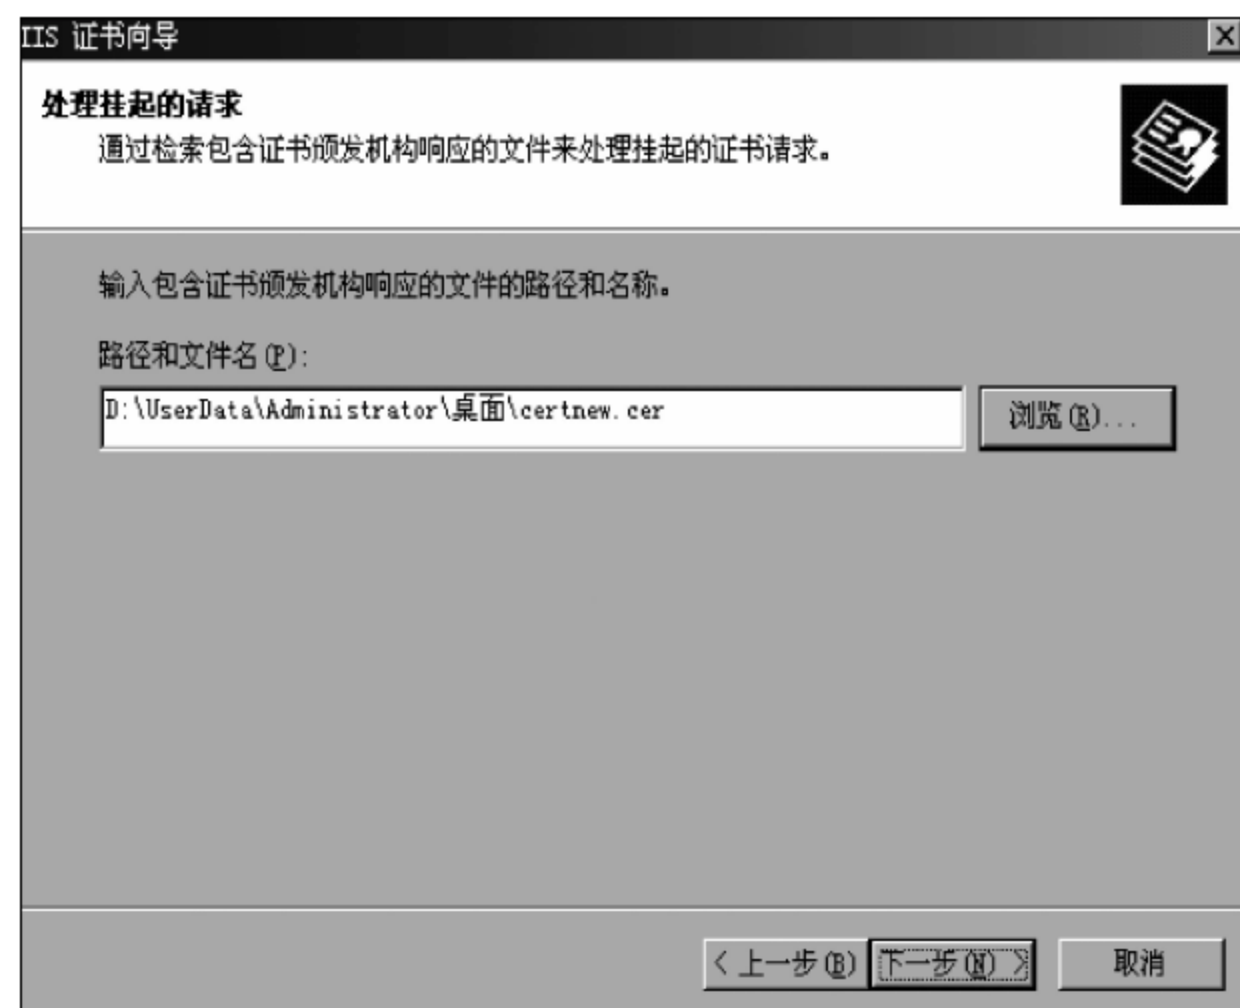 IIS 证书向导
处理挂起的请求
通过检索包含证书颁发机构响应的文件来处理挂起的证书请求。
输入包含证书颁发机构响应的文件的路径和名称。
路径和文件名(P):
D:\UserData\Administrator\桌面\certnew.cer
浏览(R)...
< 上一步(B) 下一步(N) > 取消